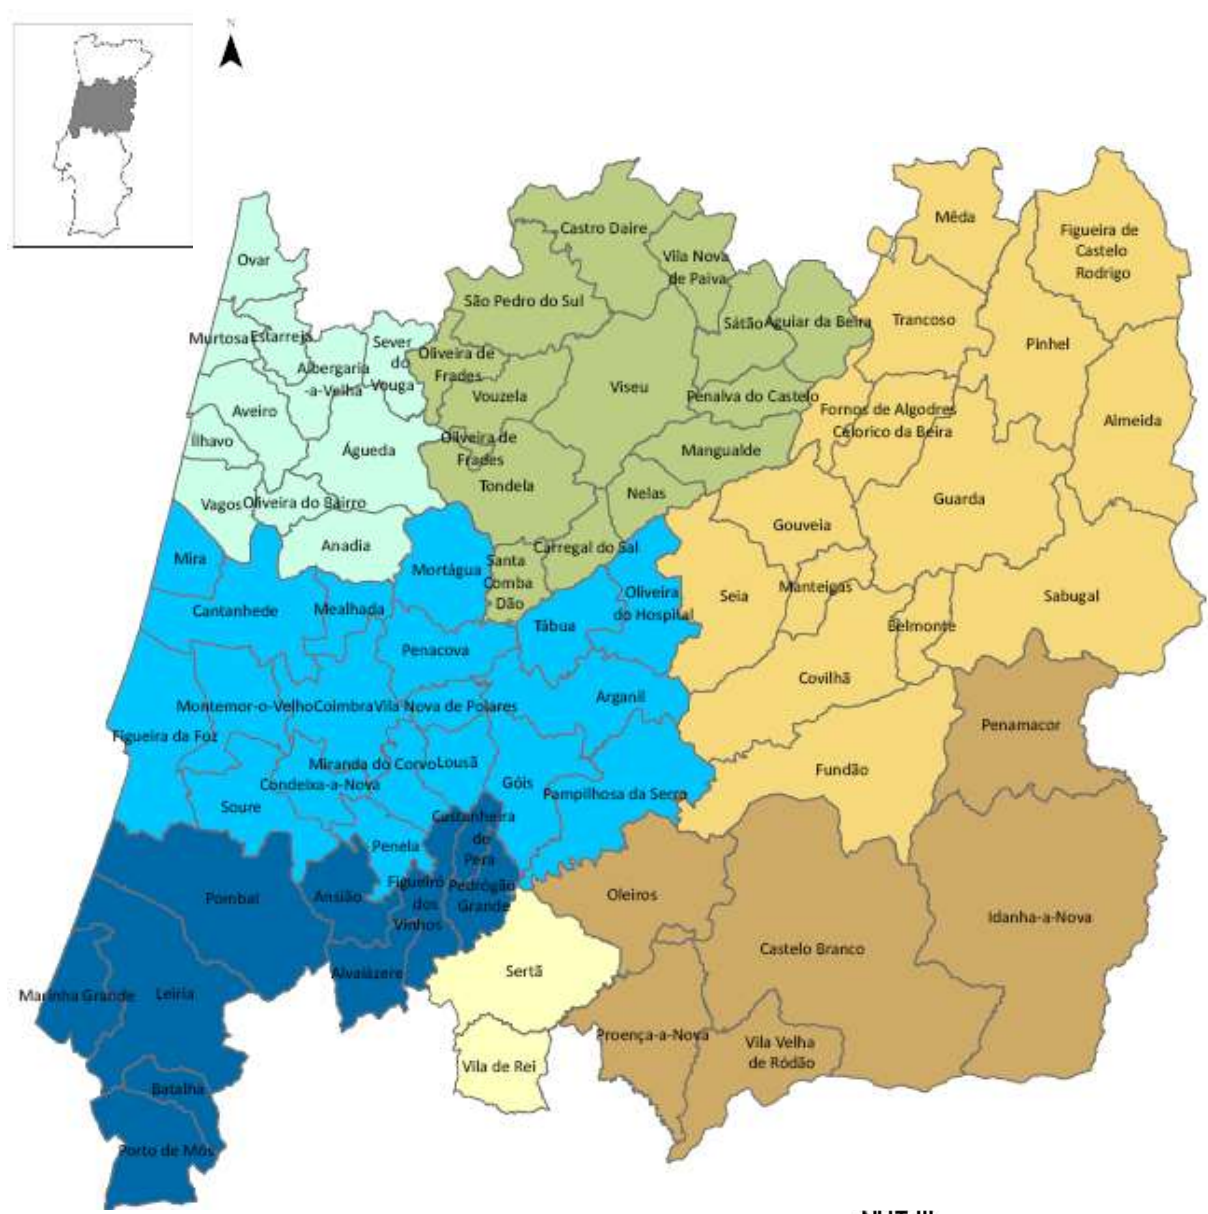 N
Mêda
Figueira de
Castelo
Rodrigo
Castro Daire
Vila Nova
de Paiva
Ovar
São Pedro do Sul
Sátão
Aguiar da Beira
Trancoso
Pinhel
Murtosa
Estarreja
Sever
do
Vouga
Albergaria
-a-Velha
Oliveira de
Frades
Viseu
Vouzela
Penalva do Castelo
Aveiro
Fornos de Algodres
Celorico da Beira
Almeida
Ílhavo
Águeda
Oliveira de
Frades
Mangualde
Tondela
Nelas
Guarda
Vagos
Oliveira do Bairro
Gouveia
Anadia
Carregal do Sal
Mira
Mortágua
Santa
Comba
Dão
Oliveira
do Hospital
Seia
Manteigas
Sabugal
Cantanhede
Mealhada
Tábua
Belmonte
Penacova
Covilhã
Arganil
Montemor-o-Velho
Coimbra
Vila Nova de Poiares
Penamacor
Figueira da Foz
Miranda do Corvo
Lousã
Fundão
Condeixa-a-Nova
Góis
Pampilhosa da Serra
Soure
Castanheira
de
Pera
Penela
Figueiró
dos
Vinhos
Pedrógão
Grande
Pombal
Ansião
Oleiros
Idanha-a-Nova
Castelo Branco
Sertã
Alvaiázere
Marinha Grande
Leiria
Proença-a-Nova
Vila Velha
de Ródão
Vila de Rei
Batalha
Porto de Mós